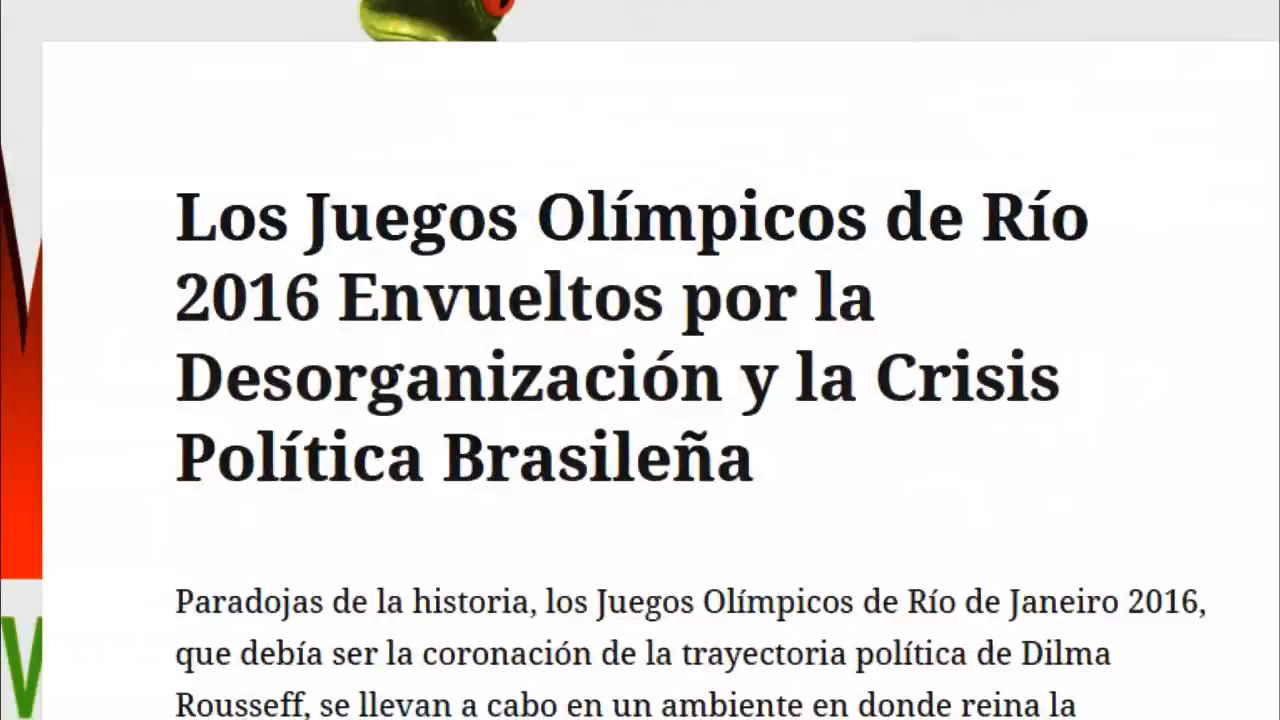 Los Juegos Olímpicos de Río
2016 Envueltos por la
Desorganización y la Crisis
Política Brasileña
Paradojas de la historia, los Juegos Olímpicos de Río de Janeiro 2016,
que debía ser la coronación de la trayectoria política de Dilma
Rousseff, se llevan a cabo en un ambiente en donde reina la